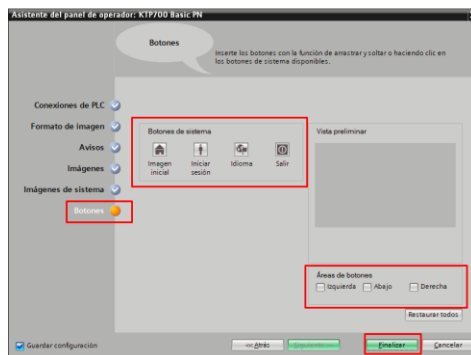 Asistente del panel de operador: KTP700 Basic PN
Botones
Inserte los botones con la función de arrastrar y soltar o haciendo clic en
los botones de sistema disponibles.
Conexiones de PLC
Formato de imagen
Avisos
Imágenes
Imágenes de sistema
Botones
Botones de sistema
Imagen inicial
Iniciar sesión
Idioma
Salir
Vista preliminar
Áreas de botones
Izquierda
Abajo
Derecha
Restaurar todos
Guardar configuración
<< Atrás
Finalizar
Cancelar